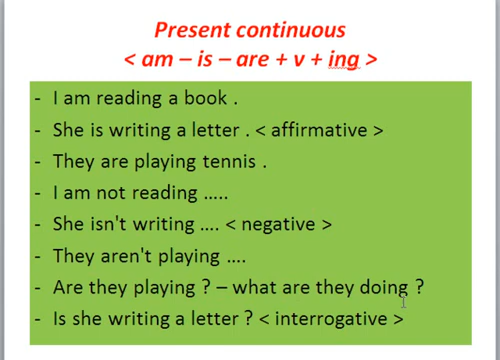 Present continuous
< am – is – are + v + ing >
- I am reading a book .
- She is writing a letter . < affirmative >
- They are playing tennis .
- I am not reading .....
- She isn't writing .... < negative >
- They aren't playing ....
- Are they playing ? – what are they doing ?
- Is she writing a letter ? < interrogative >